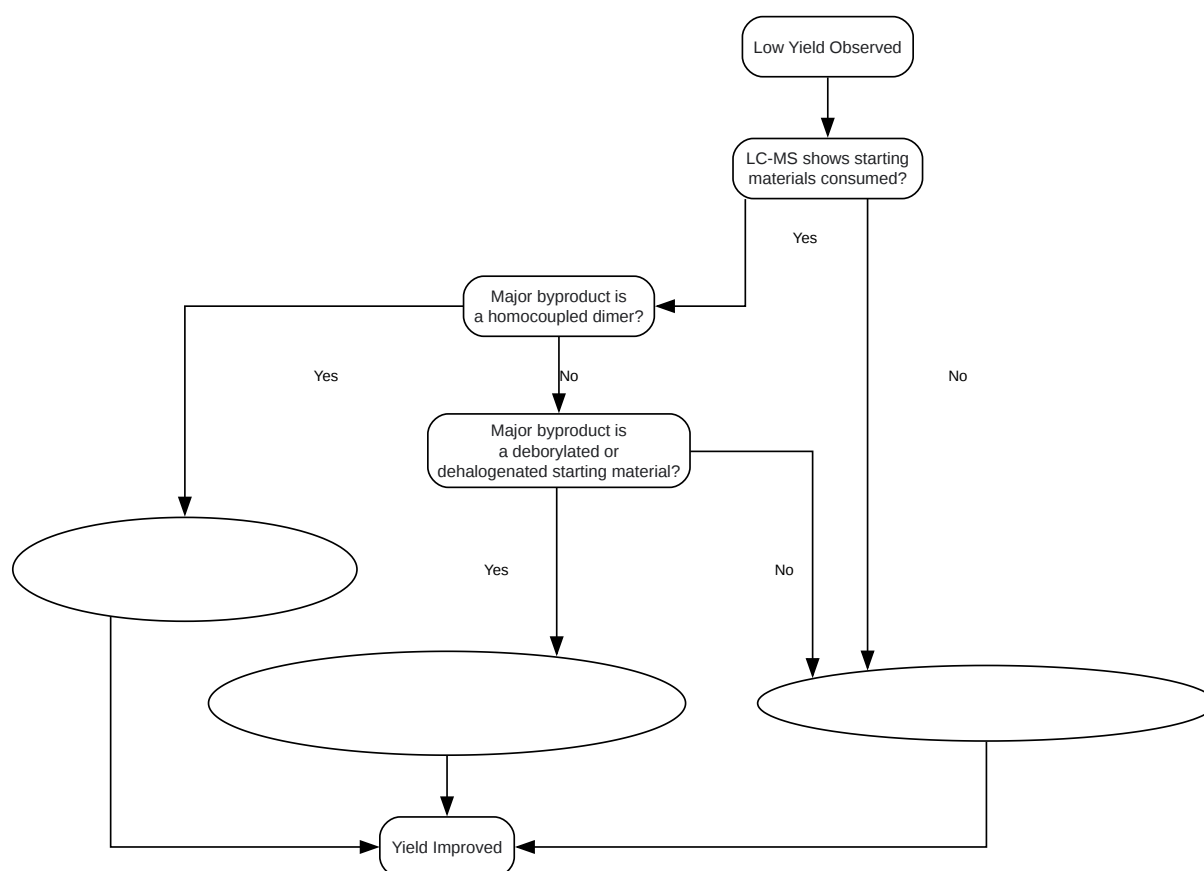 Low Yield Observed
LC-MS shows starting
materials consumed?
Yes
Major byproduct is
a homocoupled dimer?
Yes
No
No
Major byproduct is
a deborylated or
dehalogenated starting material?
Yes
No
Yield Improved